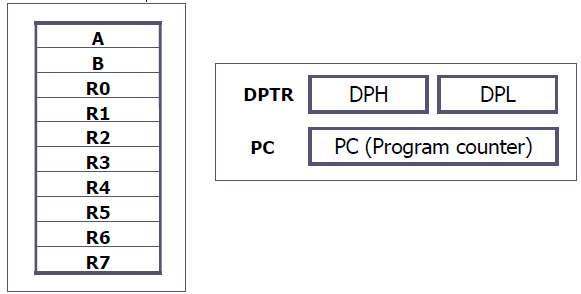 A
B
R0
R1
R2
R3
R4
R5
R6
R7
DPTR DPH DPL
PC PC (Program counter)